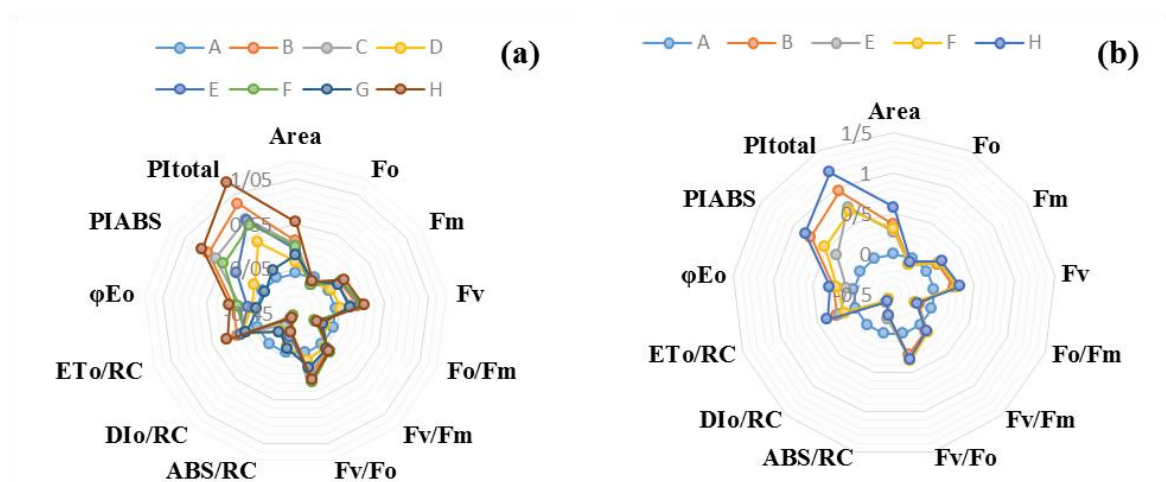 A B C D
E F G H
(a)
Area
Fo
Fm
Fv
Fo/Fm
Fv/Fm
Fv/Fo
ABS/RC
DIo/RC
ETo/RC
φEo
PIABS
PItotal
1/05
0/55
0/05
A B E F H
(b)
Area
Fo
Fm
Fv
Fo/Fm
Fv/Fm
Fv/Fo
ABS/RC
DIo/RC
ETo/RC
φEo
PIABS
PItotal
1/5
1
0/5
0
-0/5